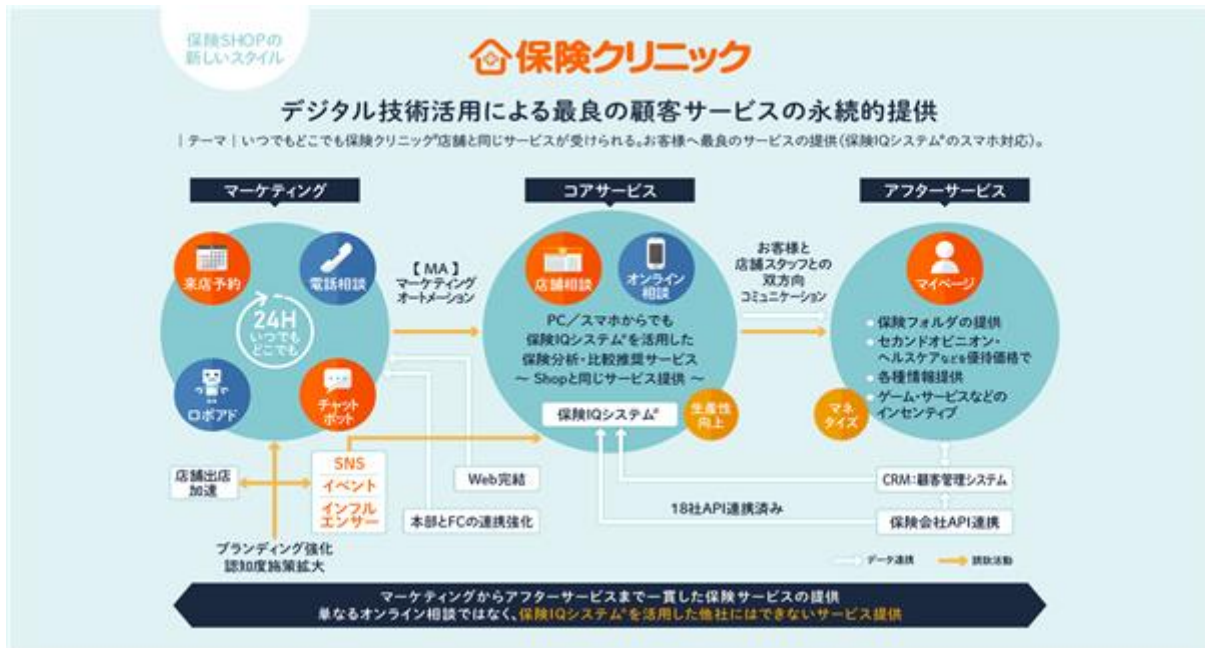 保険SHOPの
新しいスタイル
保険クリニック
デジタル技術活用による最良の顧客サービスの永続的提供
|テーマ|いつでもどこでも保険クリニック®店舗と同じサービスが受けられる。お客様へ最良のサービスの提供(保険IQシステム®のスマホ対応)。
マーケティング
来店予約
電話相談
24H
いつでも
どこでも
ロボアド
チャット
ボット
【MA】
マーケティング
オートメーション
コアサービス
店舗相談
オンライン
相談
PC/スマホからでも
保険IQシステム®を活用した
保険分析・比較推奨サービス
~ Shopと同じサービス提供 ~
保険IQシステム®
生産性
向上
お客様と
店舗スタッフとの
双方向
コミュニケーション
アフターサービス
マイページ
保険フォルダの提供
セカンドオピニオン・
ヘルスケアなどを優待価格で
各種情報提供
ゲーム・サービスなどの
インセンティブ
マネ
タイズ
店舗出店
加速
SNS
イベント
インフル
エンサー
Web完結
本部とFCの連携強化
18社API連携済み
CRM:顧客管理システム
保険会社API連携
ブランディング強化
認知度施策拡大
データ連携
マーケティングからアフターサービスまで一貫した保険サービスの提供
単なるオンライン相談ではなく、保険IQシステム®を活用した他社にはできないサービス提供